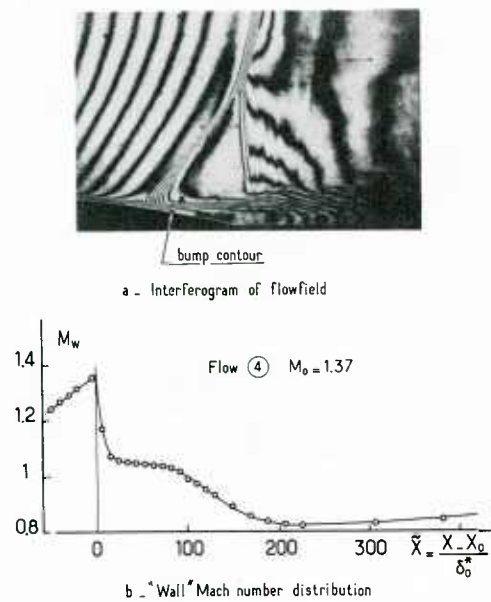 bump contour
a _ Interferogram of flowfield
Mw
Flow ④ M₀ = 1.37
1.4
1.2
1
0.8
0 100 200 300 X̃ = X _ X₀ / δ₀*
b _ "Wall" Mach number distribution